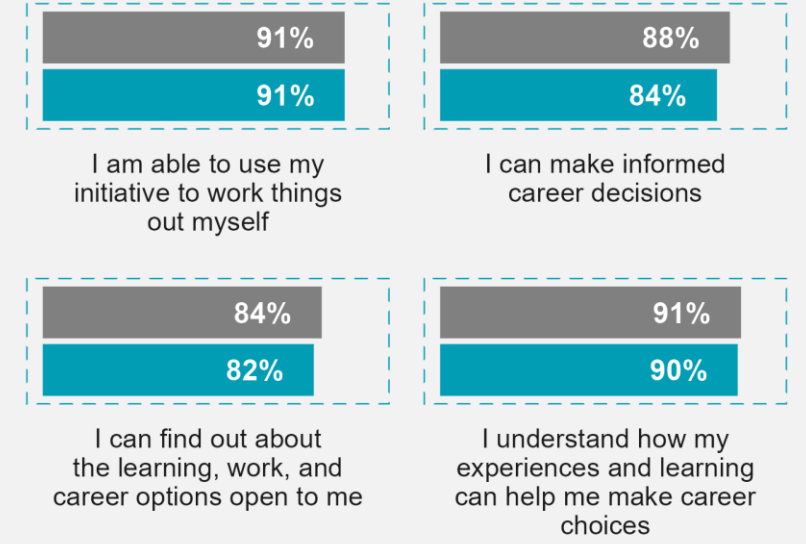 91%
91%
I am able to use my
initiative to work things
out myself
88%
84%
I can make informed
career decisions
84%
82%
I can find out about
the learning, work, and
career options open to me
91%
90%
I understand how my
experiences and learning
can help me make career
choices